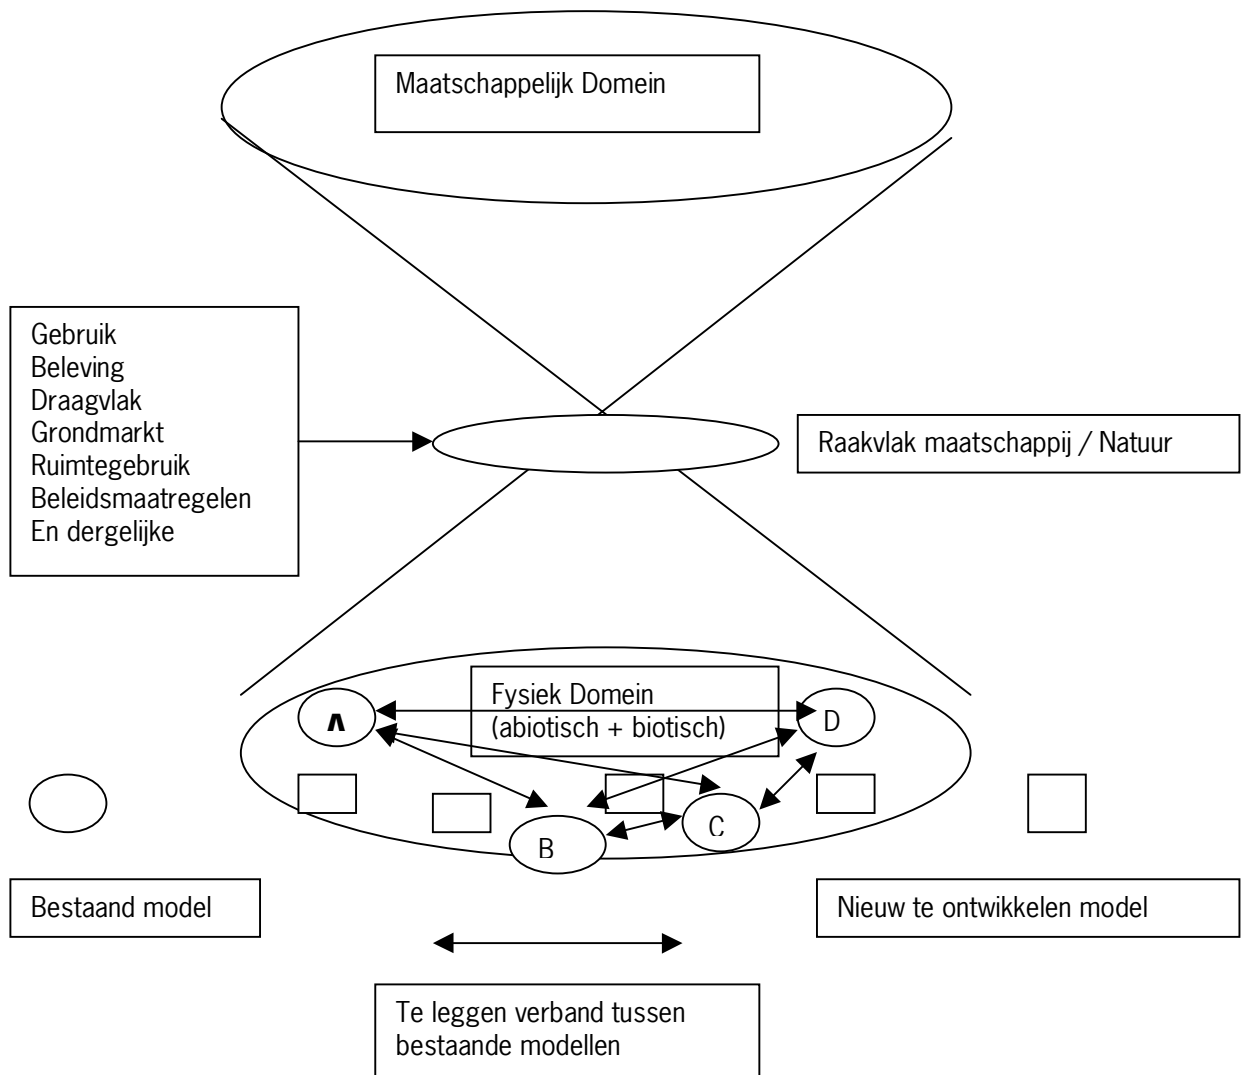 Maatschappelijk Domein
Gebruik
Beleving
Draagvlak
Grondmarkt
Ruimtegebruik
Beleidsmaatregelen
En dergelijke
Raakvlak maatschappij / Natuur
Fysiek Domein
(abiotisch + biotisch)
A
D
C
B
Bestaand model
Nieuw te ontwikkelen model
Te leggen verband tussen
bestaande modellen